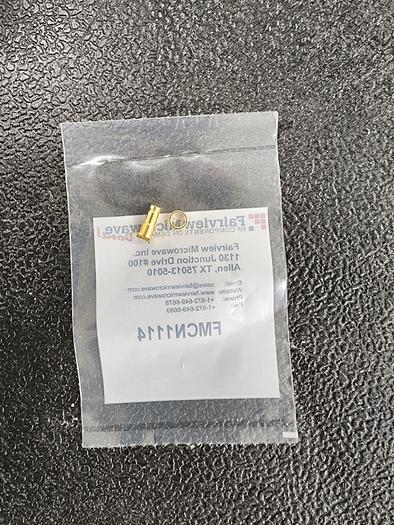 Fairview Microwave
RF COMPONENTS ON DEMAND
Fairview Microwave Inc.
1130 Junction Drive #100
Allen, TX 75013-5010
Email: sales@fairviewmicrowave.com
Website: www.fairviewmicrowave.com
Phone: +1-972-649-6678
Fax: +1-972-649-6689
FMCN1114